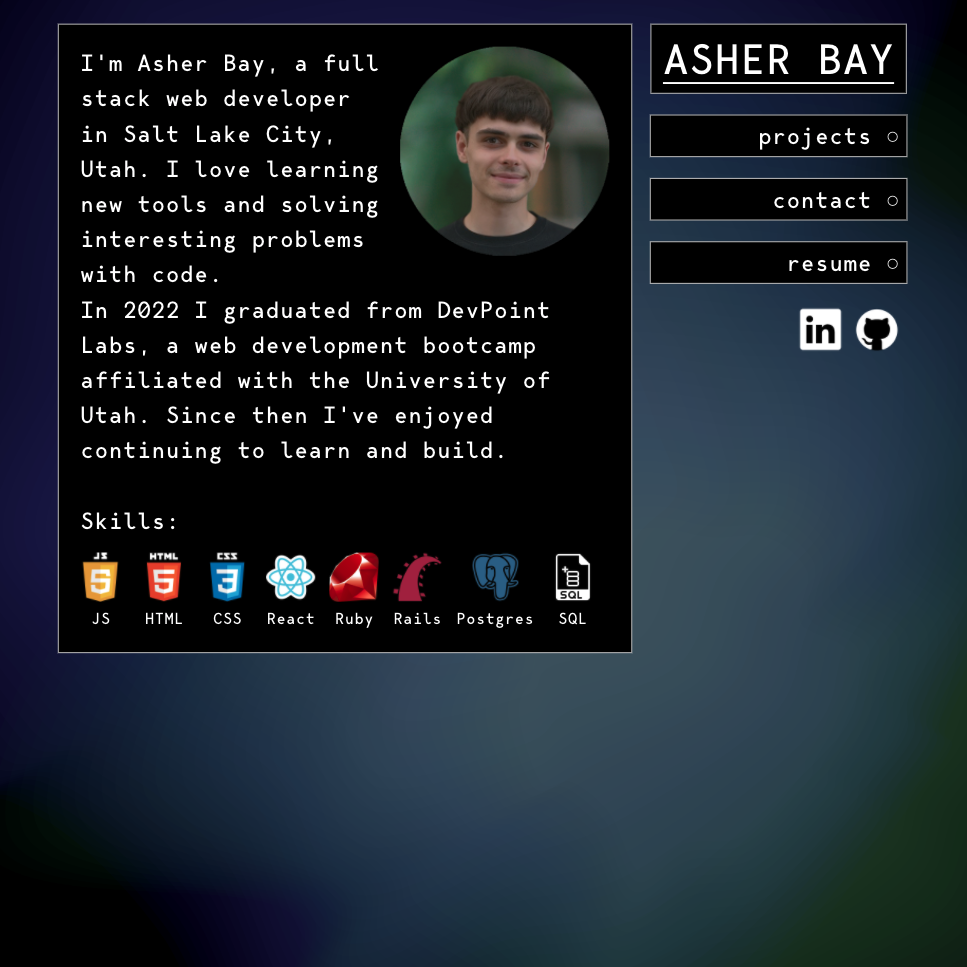 I'm Asher Bay, a full
stack web developer
in Salt Lake City,
Utah. I love learning
new tools and solving
interesting problems
with code.
In 2022 I graduated from DevPoint
Labs, a web development bootcamp
affiliated with the University of
Utah. Since then I've enjoyed
continuing to learn and build.
Skills:
JS HTML CSS
5 5 3 SQL
JS HTML CSS React Ruby Rails Postgres SQL
ASHER BAY
projects
contact
resume
in